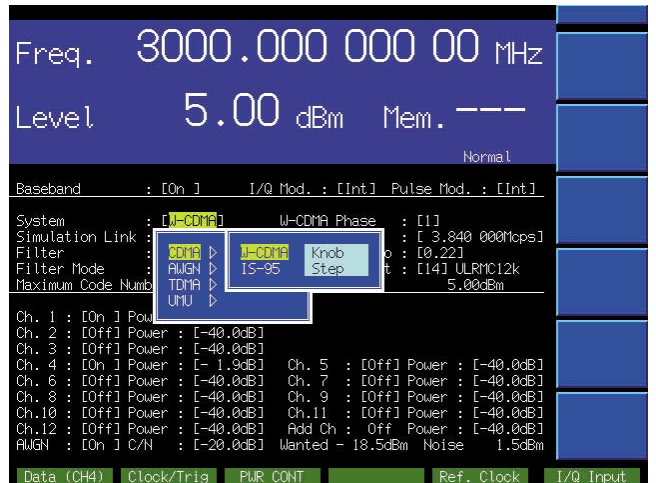 Freq. 3000.000 000 00 MHz
Level 5.00 dBm Mem. ---
Normal
Baseband : [On ] I/Q Mod. : [Int] Pulse Mod. : [Int]
System : [W-CDMA] W-CDMA Phase : [1]
Simulation Link : : [ 3.840 000Mcps]
Filter : CDMA ▷ W-CDMA Knob o : [0.22]
Filter Mode : AWGN ▷ IS-95 Step t : [14] ULRMC12k
Maximum Code Numb TDMA ▷ 5.00dBm
UMU ▷
Ch. 1 : [On ] Pow
Ch. 2 : [Off] Power : [-40.0dB]
Ch. 3 : [Off] Power : [-40.0dB]
Ch. 4 : [On ] Power : [- 1.9dB] Ch. 5 : [Off] Power : [-40.0dB]
Ch. 6 : [Off] Power : [-40.0dB] Ch. 7 : [Off] Power : [-40.0dB]
Ch. 8 : [Off] Power : [-40.0dB] Ch. 9 : [Off] Power : [-40.0dB]
Ch.10 : [Off] Power : [-40.0dB] Ch.11 : [Off] Power : [-40.0dB]
Ch.12 : [Off] Power : [-40.0dB] Add Ch : Off Power : [-40.0dB]
AWGN : [On ] C/N : [-20.0dB] Wanted - 18.5dBm Noise 1.5dBm
Data (CH4) Clock/Trig PWR CONT Ref. Clock I/Q Input